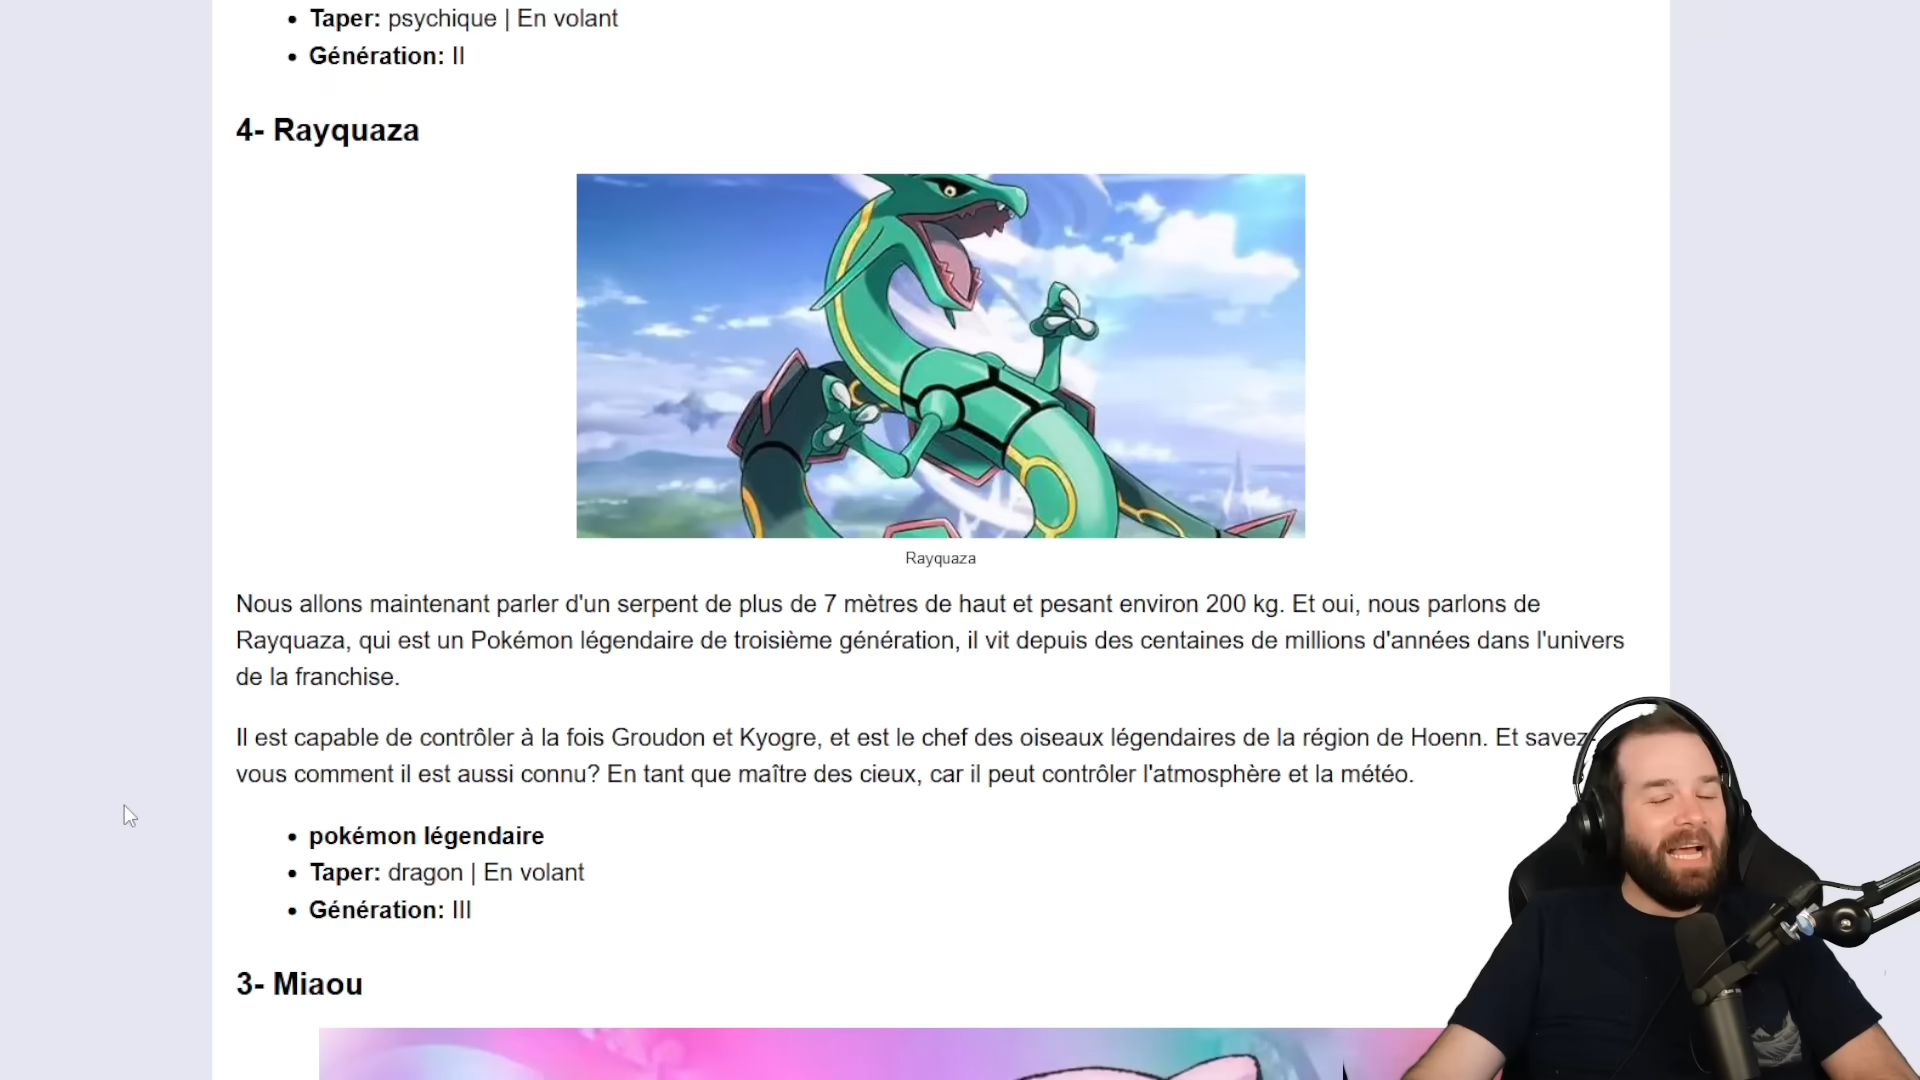 Taper: psychique | En volant
Génération: II
4- Rayquaza
Rayquaza
Nous allons maintenant parler d'un serpent de plus de 7 mètres de haut et pesant environ 200 kg. Et oui, nous parlons de
Rayquaza, qui est un Pokémon légendaire de troisième génération, il vit depuis des centaines de millions d'années dans l'univers
de la franchise.
Il est capable de contrôler à la fois Groudon et Kyogre, et est le chef des oiseaux légendaires de la région de Hoenn. Et savez-
vous comment il est aussi connu? En tant que maître des cieux, car il peut contrôler l'atmosphère et la météo.
pokémon légendaire
Taper: dragon | En volant
Génération: III
3- Miaou